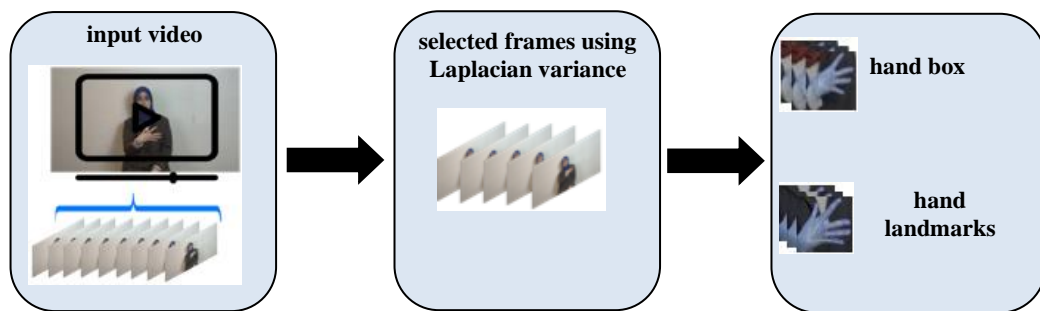 input video
selected frames using
Laplacian variance
hand box
hand
landmarks